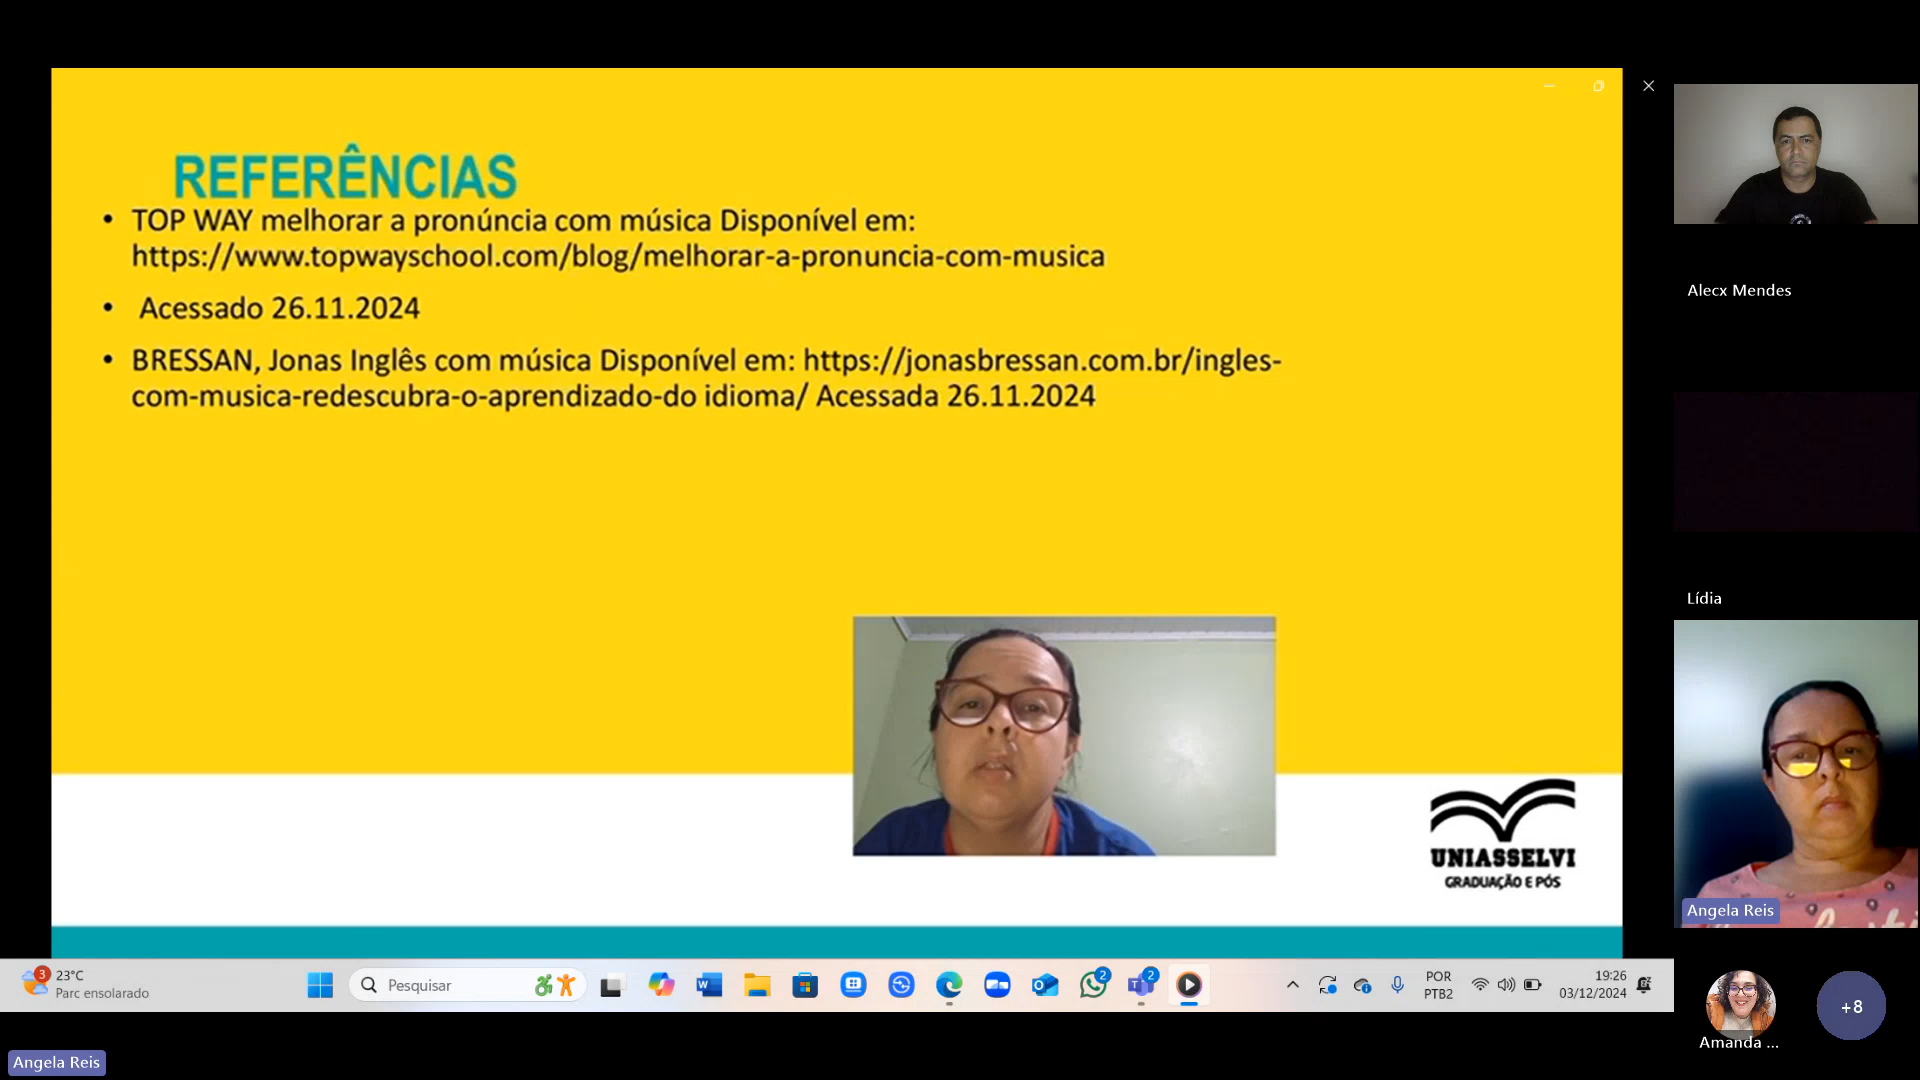 REFERÊNCIAS
• TOP WAY melhorar a pronúncia com música Disponível em:
https://www.topwayschool.com/blog/melhorar-a-pronuncia-com-musica
• Acessado 26.11.2024
• BRESSAN, Jonas Inglês com música Disponível em: https://jonasbressan.com.br/ingles-
com-musica-redescubra-o-aprendizado-do idioma/ Acessada 26.11.2024
UNIASSELVI
GRADUAÇÃO E PÓS
Alecx Mendes
Lídia
Angela Reis
Amanda ...
+8
3
23°C
Parc ensolarado
Pesquisar
2
2
POR
PTB2
19:26
03/12/2024
Angela Reis